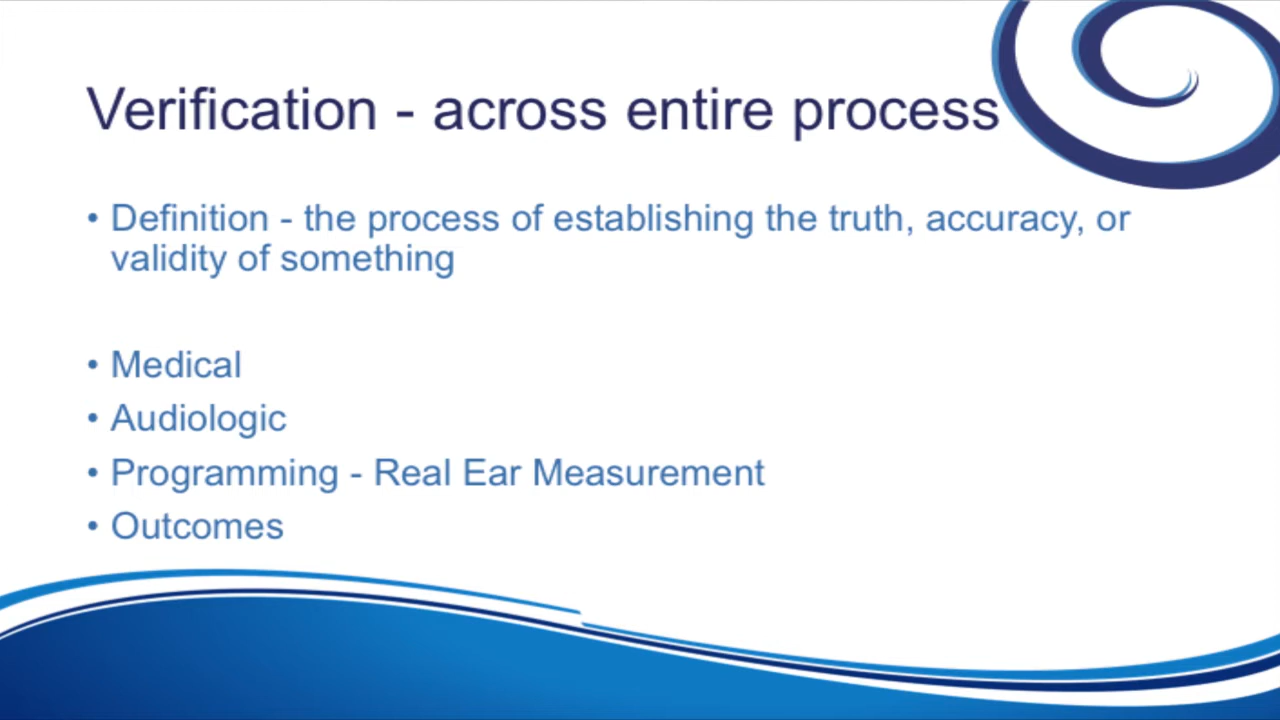 Verification - across entire process
• Definition - the process of establishing the truth, accuracy, or
validity of something
• Medical
• Audiologic
• Programming - Real Ear Measurement
• Outcomes